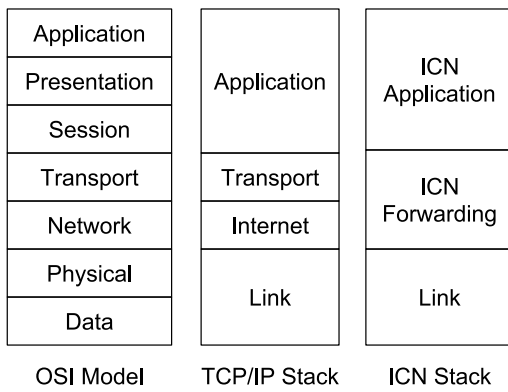 Application
Presentation
Session
Transport
Network
Physical
Data
OSI Model
Application
Transport
Internet
Link
TCP/IP Stack
ICN
Application
ICN
Forwarding
Link
ICN Stack